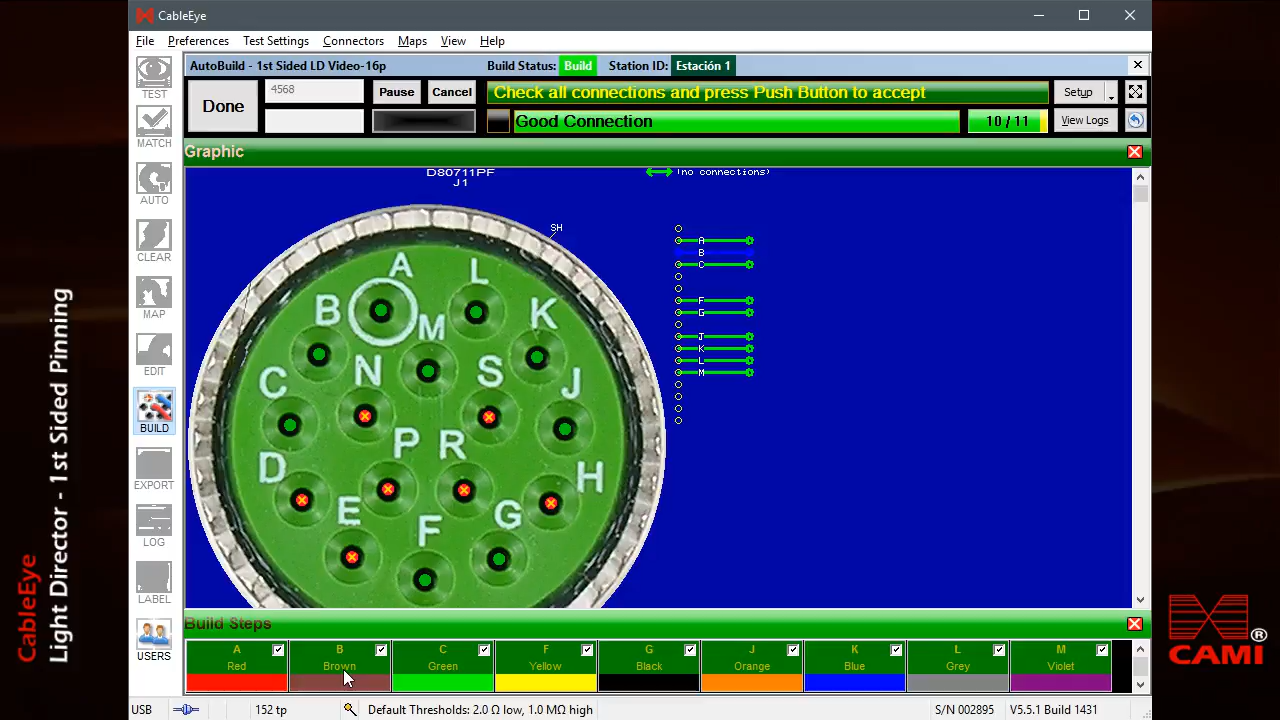 CableEye
File Preferences Test Settings Connectors Maps View Help
AutoBuild - 1st Sided LD Video-16p Build Status: Build Station ID: Estación 1
Done 4568 Pause Cancel Check all connections and press Push Button to accept Setup
Good Connection 10 / 11 View Logs
Graphic
TEST
MATCH
AUTO
CLEAR
MAP
EDIT
BUILD
EXPORT
LOG
LABEL
USERS
D80711PF
J1
(no connections)
SH
A L
B M K
N S
C J
P R
D H
E G
F
A
B
C
F
G
J
K
L
M
Build Steps
A B C F G J K L M
Red Brown Green Yellow Black Orange Blue Grey Violet
USB 152 tp Default Thresholds: 2.0 Ω low, 1.0 MΩ high S/N 002895 V5.5.1 Build 1431
CableEye
Light Director - 1st Sided Pinning
CAMI ®